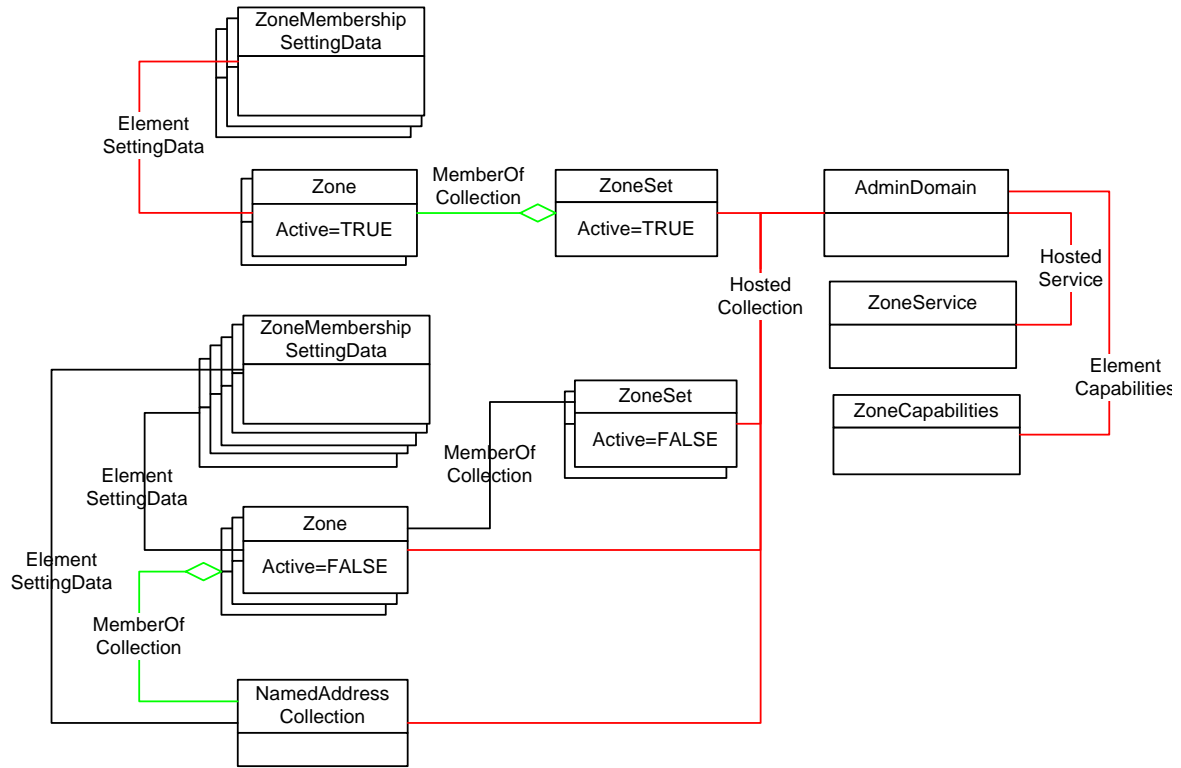 ZoneMembership
SettingData
Element
SettingData
Zone
Active=TRUE
MemberOf
Collection
ZoneSet
Active=TRUE
AdminDomain
Hosted
Collection
Hosted
Service
ZoneService
Element
Capabilities
ZoneCapabilities
ZoneMembership
SettingData
ZoneSet
Active=FALSE
MemberOf
Collection
Element
SettingData
Zone
Active=FALSE
Element
SettingData
MemberOf
Collection
NamedAddress
Collection